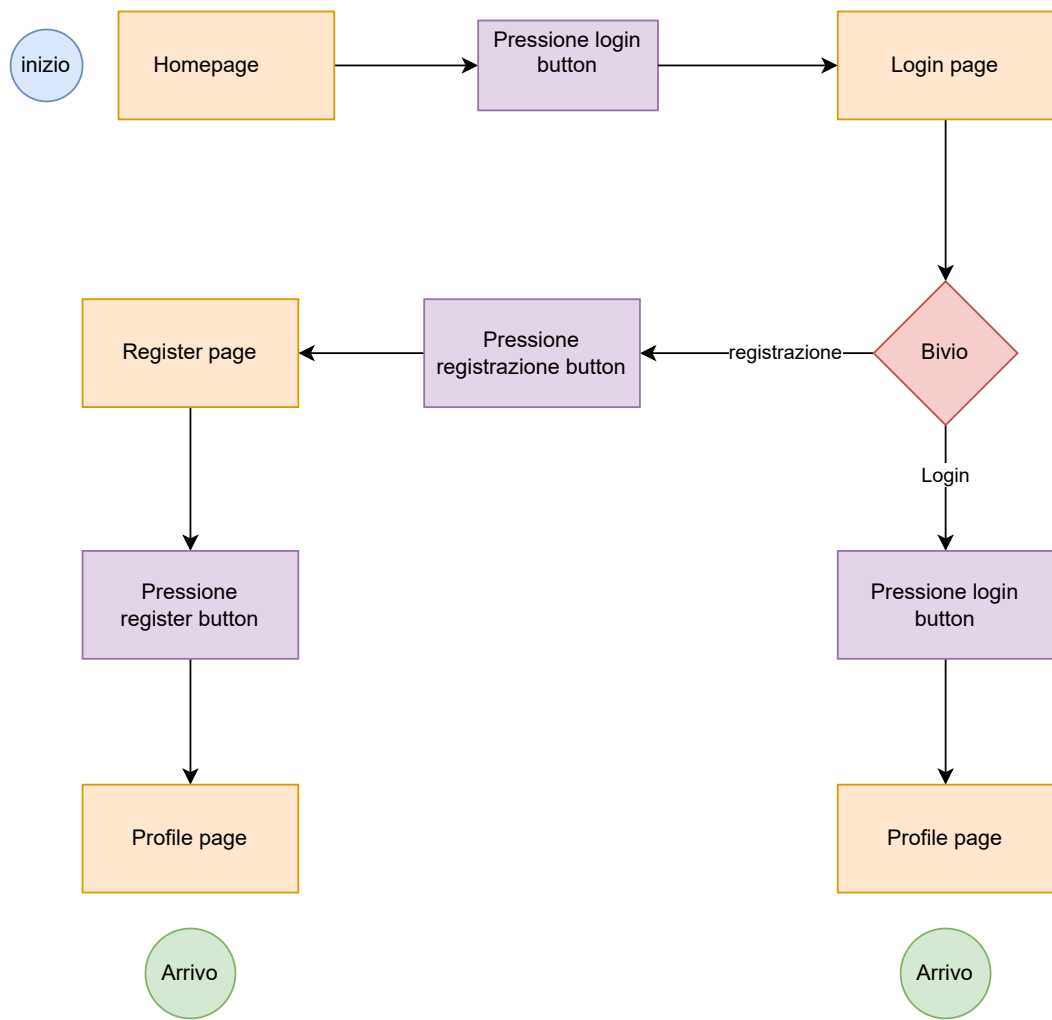 inizio
Homepage
Pressione login
button
Login page
Register page
Pressione
registrazione button
registrazione
Bivio
Login
Pressione
register button
Pressione login
button
Profile page
Profile page
Arrivo
Arrivo